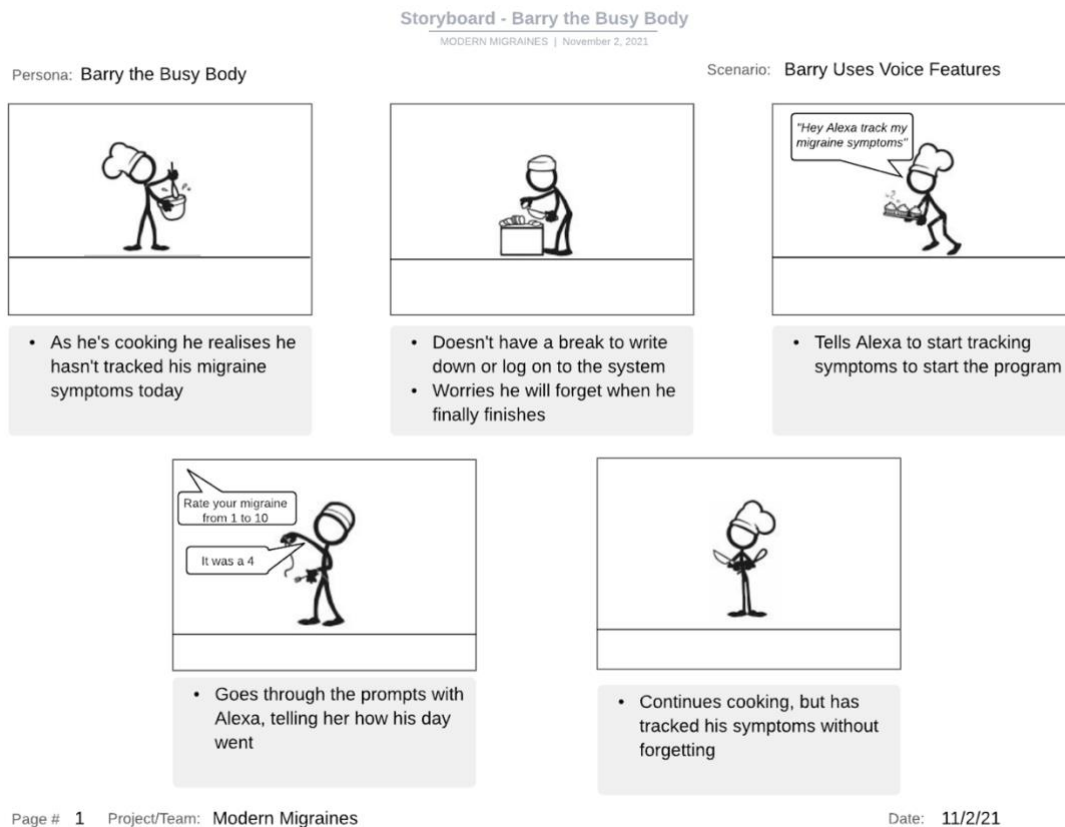 Storyboard - Barry the Busy Body
MODERN MIGRAINES | November 2, 2021
Persona: Barry the Busy Body
Scenario: Barry Uses Voice Features
"Hey Alexa track my
migraine symptoms"
• As he's cooking he realises he
hasn't tracked his migraine
symptoms today
• Doesn't have a break to write
down or log on to the system
• Worries he will forget when he
finally finishes
• Tells Alexa to start tracking
symptoms to start the program
Rate your migraine
from 1 to 10
It was a 4
• Goes through the prompts with
Alexa, telling her how his day
went
• Continues cooking, but has
tracked his symptoms without
forgetting
Page # 1 Project/Team: Modern Migraines
Date: 11/2/21